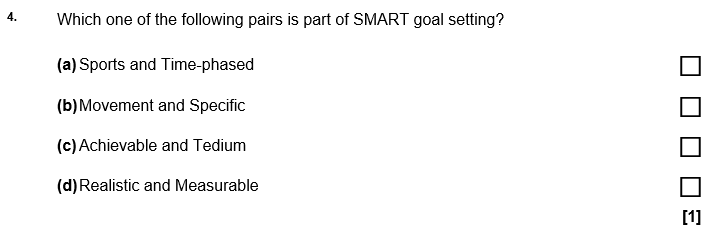 4. Which one of the following pairs is part of SMART goal setting?
(a) Sports and Time-phased
(b) Movement and Specific
(c) Achievable and Tedium
(d) Realistic and Measurable
[1]